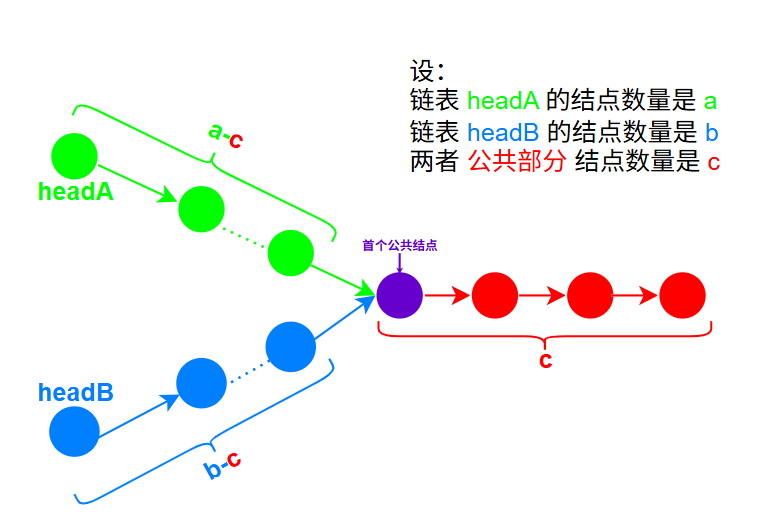 设：
链表 headA 的结点数量是 a
链表 headB 的结点数量是 b
两者 公共部分 结点数量是 c
a-c
headA
首个公共结点
c
headB
b-c